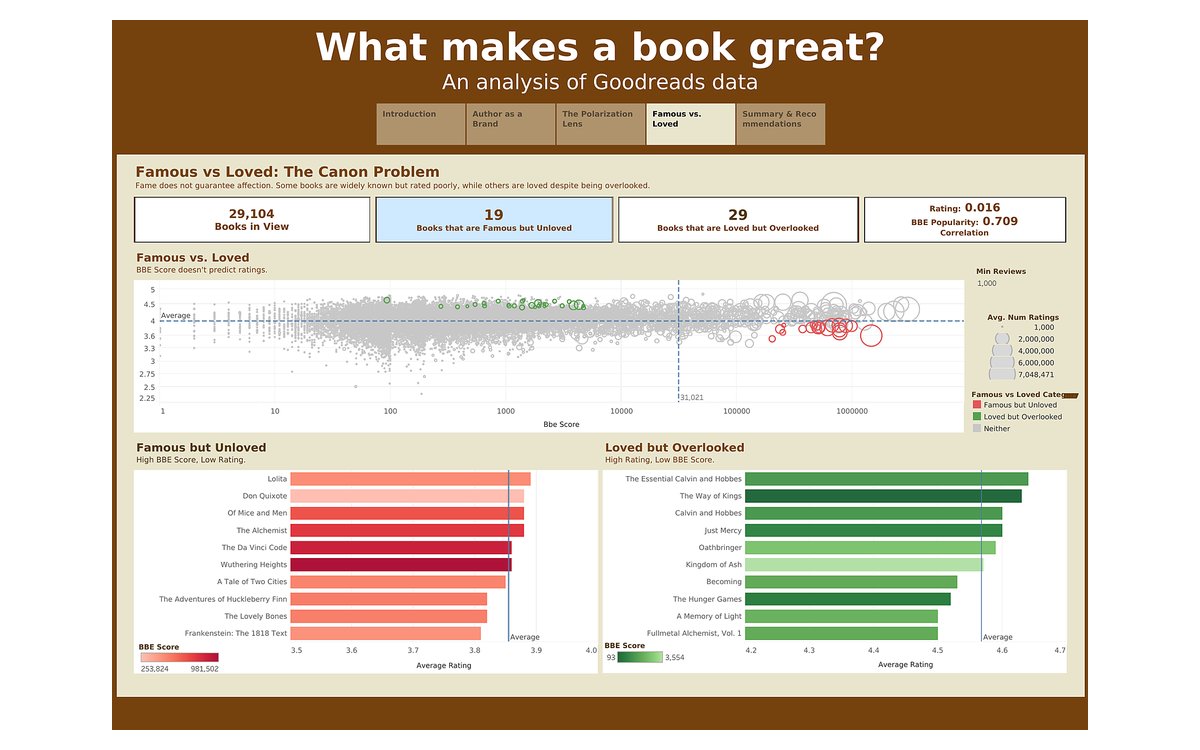 What makes a book great?
An analysis of Goodreads data
Introduction
Author as a
Brand
The Polarization
Lens
Famous vs.
Loved
Summary & Reco
mmendations
Famous vs Loved: The Canon Problem
Fame does not guarantee affection. Some books are widely known but rated poorly, while others are loved despite being overlooked.
29,104
Books in View
19
Books that are Famous but Unloved
29
Books that are Loved but Overlooked
Rating: 0.016
BBE Popularity: 0.709
Correlation
Famous vs. Loved
BBE Score doesn't predict ratings.
5
4.5
Average
4
3.6
3.3
3
2.75
2.5
2.25
31,021
1
10
100
1000
10000
100000
1000000
Bbe Score
Min Reviews
1,000
Avg. Num Ratings
1,000
2,000,000
4,000,000
6,000,000
7,048,471
Famous vs Loved Categ
Famous but Unloved
Loved but Overlooked
Neither
Famous but Unloved
High BBE Score, Low Rating.
Lolita
Don Quixote
Of Mice and Men
The Alchemist
The Da Vinci Code
Wuthering Heights
A Tale of Two Cities
The Adventures of Huckleberry Finn
The Lovely Bones
Frankenstein: The 1818 Text
Average
3.5
3.6
3.7
3.8
3.9
4.0
Average Rating
BBE Score
253,824
981,502
Loved but Overlooked
High Rating, Low BBE Score.
The Essential Calvin and Hobbes
The Way of Kings
Calvin and Hobbes
Just Mercy
Oathbringer
Kingdom of Ash
Becoming
The Hunger Games
A Memory of Light
Fullmetal Alchemist, Vol. 1
Average
4.2
4.3
4.4
4.5
4.6
4.7
Average Rating
BBE Score
93
3,554